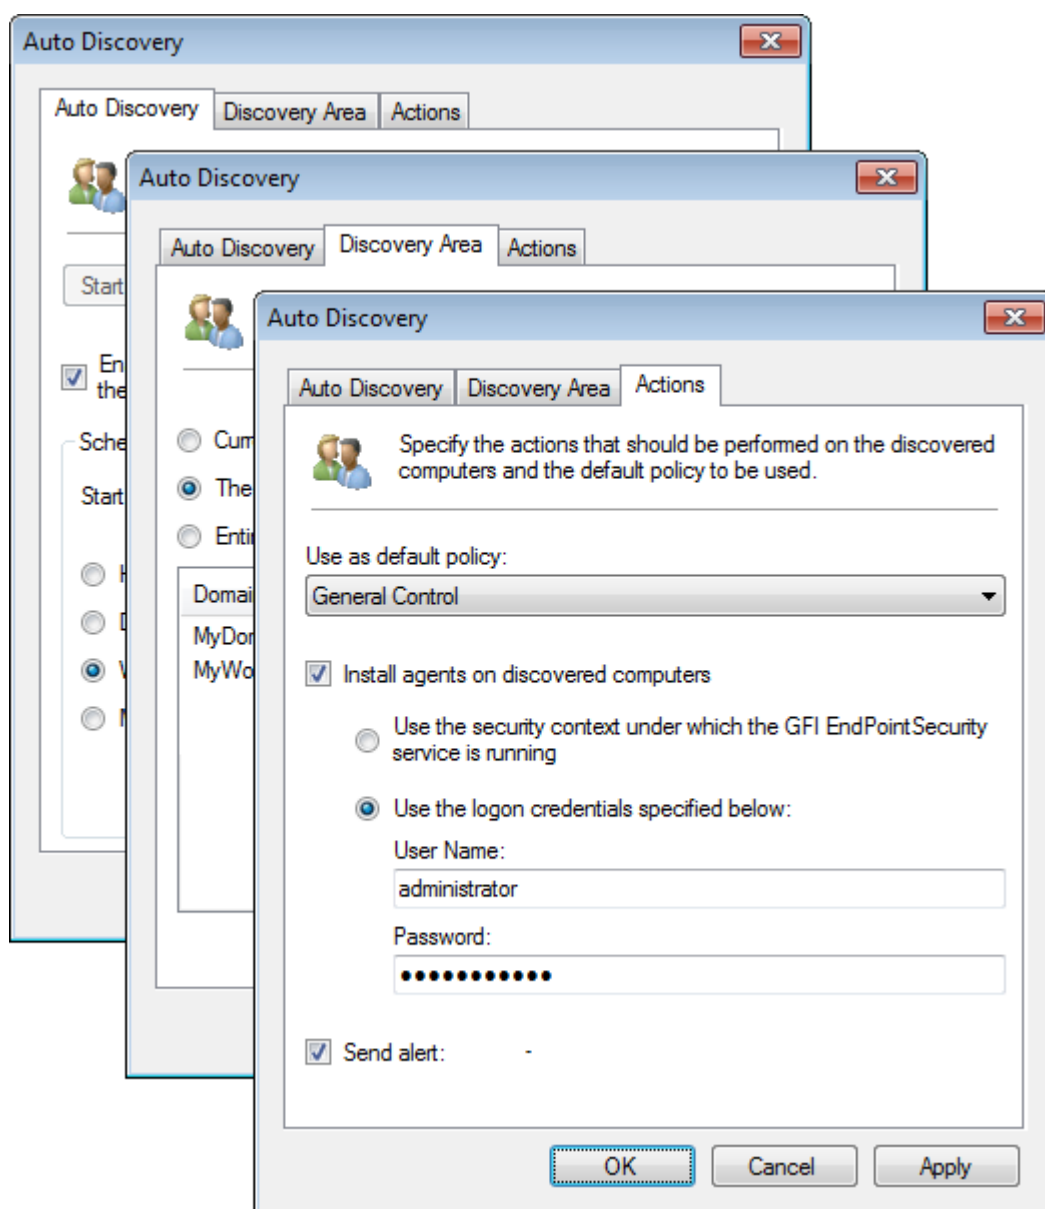 Auto Discovery
Auto Discovery Discovery Area Actions
Start
En
the
Sche
Start
Auto Discovery
Auto Discovery Discovery Area Actions
Curr
The
Enti
Domai
MyDor
MyWo
Auto Discovery
Auto Discovery Discovery Area Actions
Specify the actions that should be performed on the discovered
computers and the default policy to be used.
Use as default policy:
General Control
Install agents on discovered computers
Use the security context under which the GFI EndPointSecurity
service is running
Use the logon credentials specified below:
User Name:
administrator
Password:
•••••••••••
Send alert: -
OK Cancel Apply